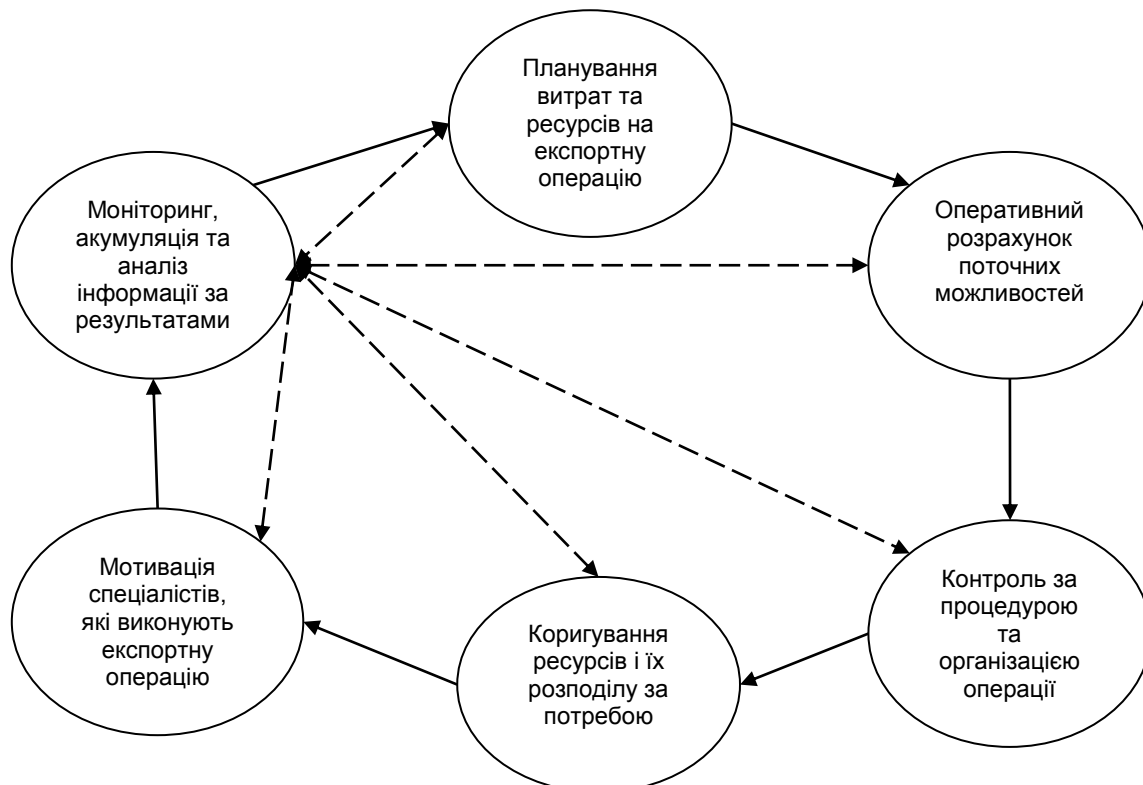 Планування
витрат та
ресурсів на
експортну
операцію
Моніторинг,
акумуляція та
аналіз
інформації за
результатами
Оперативний
розрахунок
поточних
можливостей
Мотивація
спеціалістів,
які виконують
експортну
операцію
Коригування
ресурсів і їх
розподілу за
потребою
Контроль за
процедурою
та
організацією
операції